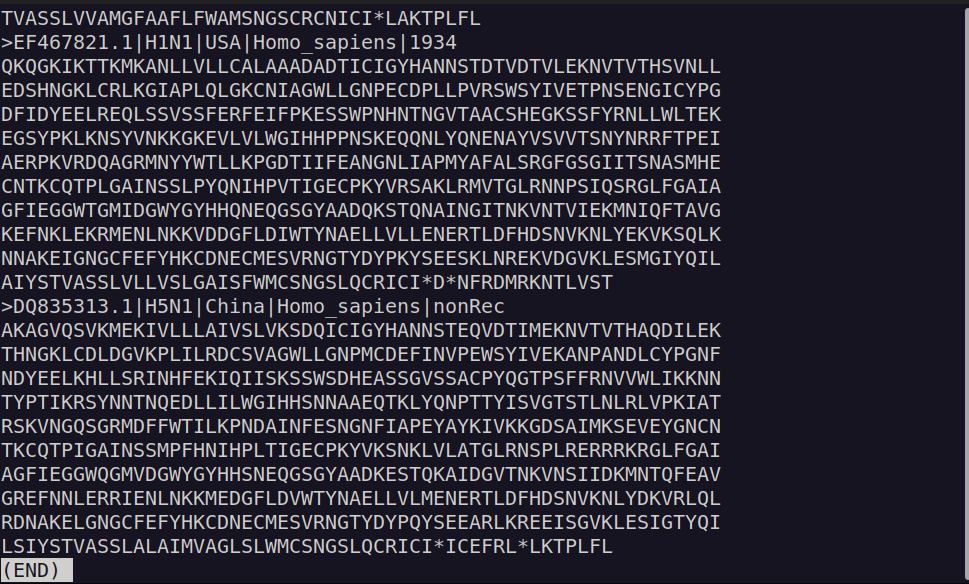 TVASSLVVAMGFAAFLFWAMSNGSCRCNICI*LAKTPLFL
>EF467821.1|H1N1|USA|Homo_sapiens|1934
QKQGKIKTTKMKANLLVLLCALAAADADTICIGYHANNSTDTVDTVLEKNVTVTHSVNLL
EDSHNGKLCRLKGIAPLQLGKCNIAGWLLGNPECDPLLPVRSWSYIVETPNSENGICYPG
DFIDYEELREQLSSVSSFERFEIFPKESSWPNHNTNGVTAACSHEGKSSFYRNLLWLTEK
EGSYPKLKNSYVNKKGKEVLVLWGIHHPPNSKEQQNLYQNENAYVSVVTSNYNRRFTPEI
AERPKVRDQAGRMNYYWTLLKPGDTIIFEANGNLIAPMYAFALSRGFGSGIITSNASMHE
CNTKCQTPLGAINSSLPYQNIHPVTIGECPKYVRSAKLRMVTGLRNNPSIQSRGLFGAIA
GFIEGGWTGMIDGWYGYHHQNEQGSGYAADQKSTQNAINGITNKVNTVIEKMNIQFTAVG
KEFNKLEKRMENLNKKVDDGFLDIWTYNAELLVLLENERTLDFHDSNVKNLYEKVKSQLK
NNAKEIGNGCFEFYHKCDNECMESVRNGTYDYPKYSEESKLNREKVDGVKLESMGIYQIL
AIYSTVASSLVLLVSLGAISFWMCSNGSLQCRICI*D*NFRDMRKNTLVST
>DQ835313.1|H5N1|China|Homo_sapiens|nonRec
AKAGVQSVKMEKIVLLLAIVSLVKSDQICIGYHANNSTEQVDTIMEKNVTVTHAQDILEK
THNGKLCDLDGVKPLILRDCSVAGWLLGNPMCDEFINVPEWSYIVEKANPANDLCYPGNF
NDYEELKHLLSRINHFEKIQIISKSSWSDHEASSGVSSACPYQGTPSFFRNVVWLIKKNN
TYPTIKRSYNNTNQEDLLILWGIHHSNNAAEQTKLYQNPTTYISVGTSTLNLRLVPKIAT
RSKVNGQSGRMDFFWTILKPNDAINFESNGNFIAPEYAYKIVKKGDSAIMKSEVEYGNCN
TKCQTPIGAINSSMPFHNIHPLTIGECPKYVKSNKLVLATGLRNSPLRERRRKRGLFGAI
AGFIEGGWQGMVDGWYGYHHSNEQGSGYAADKESTQKAIDGVTNKVNSIIDKMNTQFEAV
GREFNNLERRIENLNKKMEDGFLDVWTYNAELLVLMENERTLDFHDSNVKNLYDKVRLQL
RDNAKELGNGCFEFYHKCDNECMESVRNGTYDYPQYSEEARLKREEISGVKLESIGTYQI
LSIYSTVASSLALAIMVAGLSLWMCSNGSLQCRICI*ICEFRL*LKTPLFL
(END)